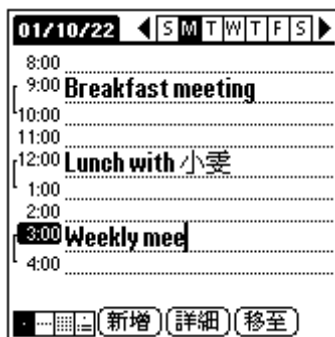 01/10/22 S M T W T F S
8:00
9:00 Breakfast meeting
10:00
11:00
12:00 Lunch with 小雯
1:00
2:00
3:00 Weekly mee
4:00
新增 詳細 移至